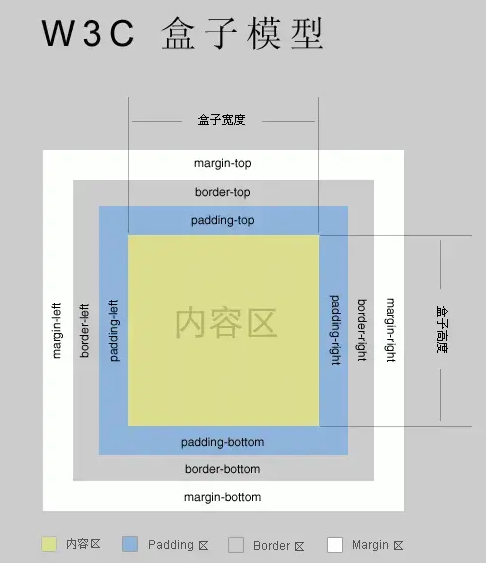 W3C 盒子模型
盒子宽度
margin-top
border-top
padding-top
margin-left
border-left
padding-left
内容区
padding-right
border-right
margin-right
盒子高度
padding-bottom
border-bottom
margin-bottom
内容区 Padding 区 Border 区 Margin 区